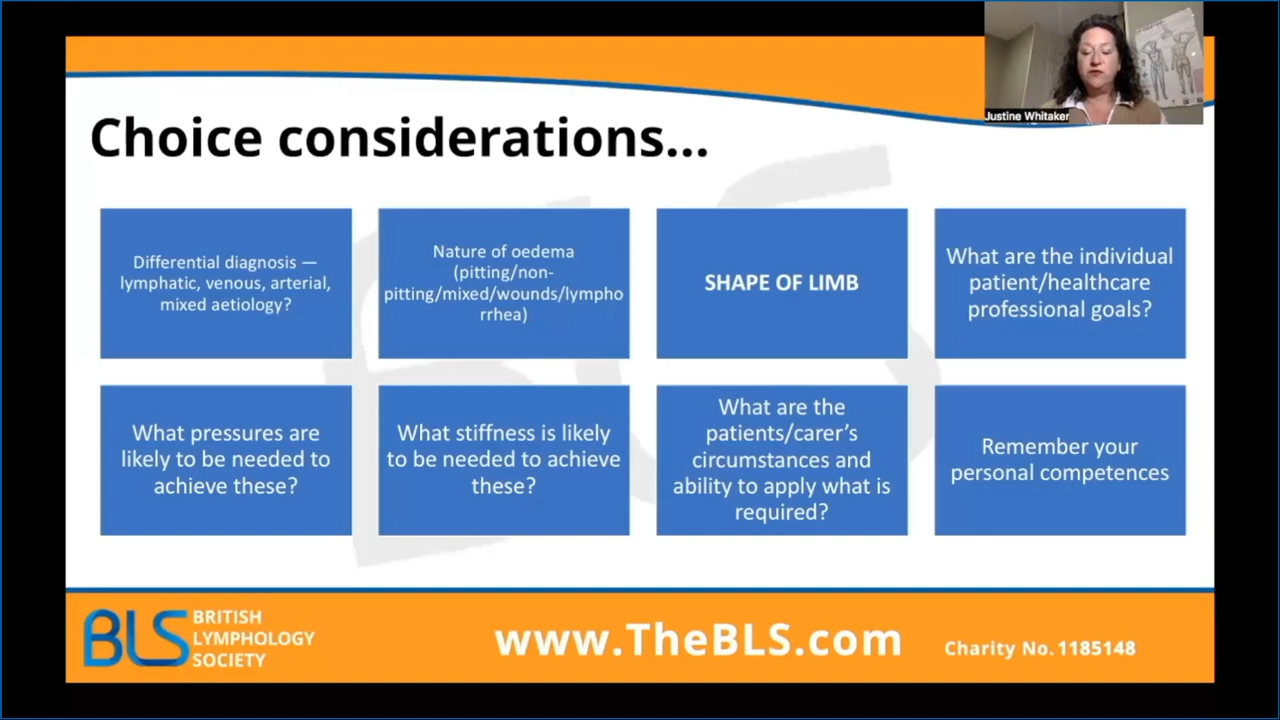 Justine Whitaker
Choice considerations...
Differential diagnosis —
lymphatic, venous, arterial,
mixed aetiology?
Nature of oedema
(pitting/non-
pitting/mixed/wounds/lympho
rrhea)
SHAPE OF LIMB
What are the individual
patient/healthcare
professional goals?
What pressures are
likely to be needed to
achieve these?
What stiffness is likely
to be needed to achieve
these?
What are the
patients/carer’s
circumstances and
ability to apply what is
required?
Remember your
personal competences
BLS
BRITISH
LYMPHOLOGY
SOCIETY
www.TheBLS.com
Charity No. 1185148